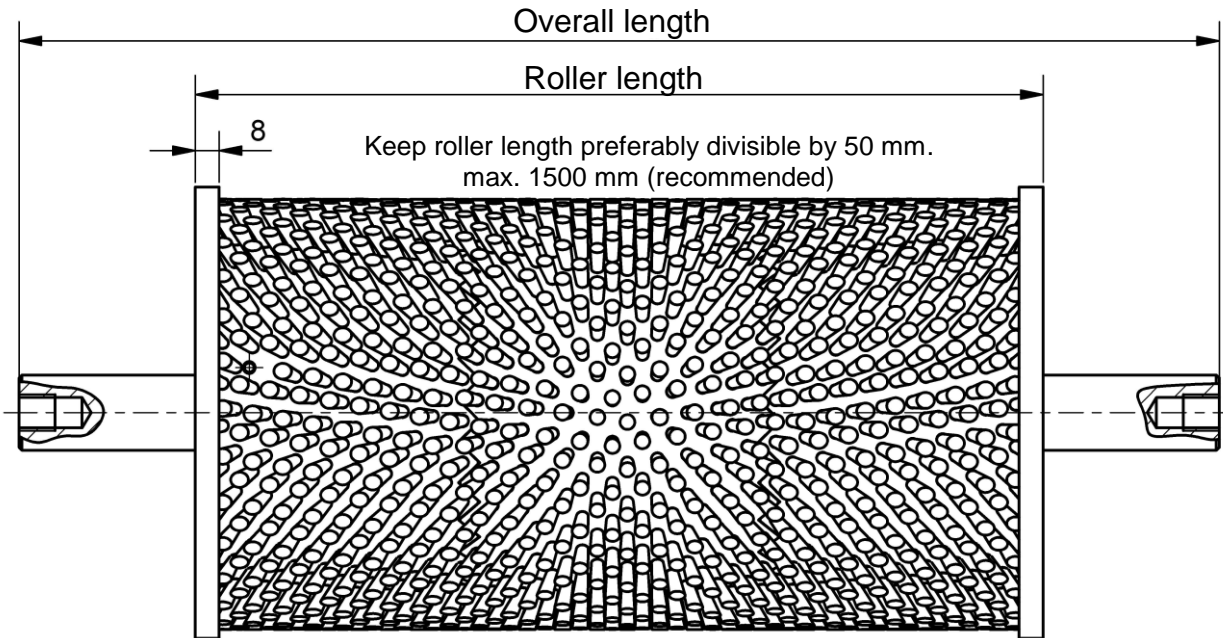 Overall length
Roller length
8
Keep roller length preferably divisible by 50 mm.
max. 1500 mm (recommended)